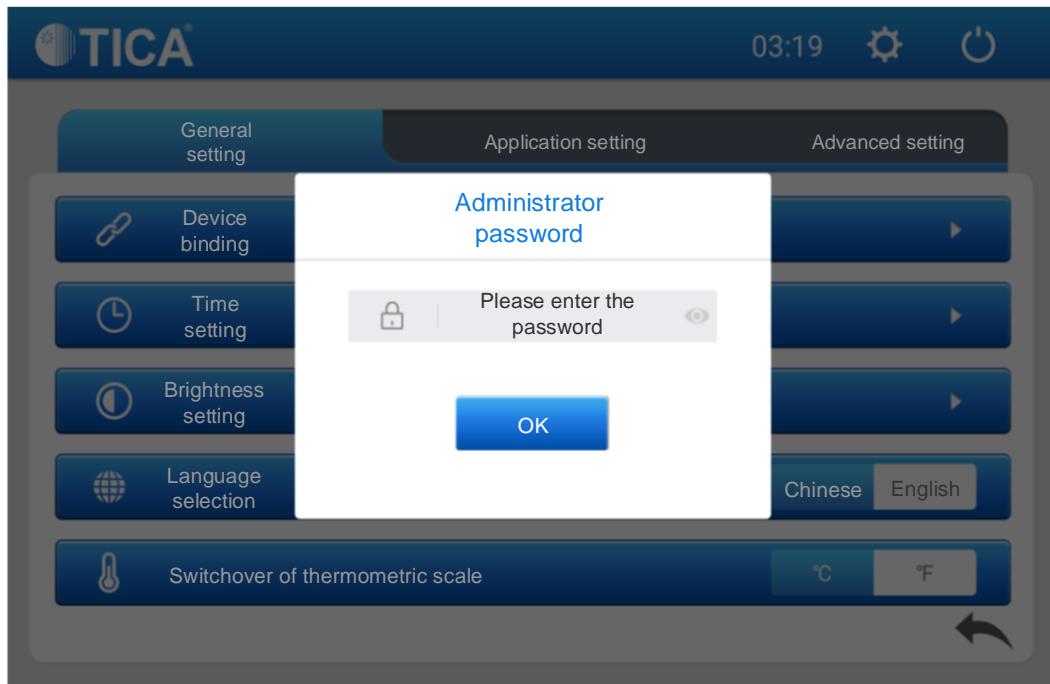 TICA
03:19
General
setting
Application setting
Advanced setting
Administrator
password
Device
binding
Please enter the
password
Time
setting
Brightness
setting
OK
Language
selection
Chinese
English
Switchover of thermometric scale
℃
℉